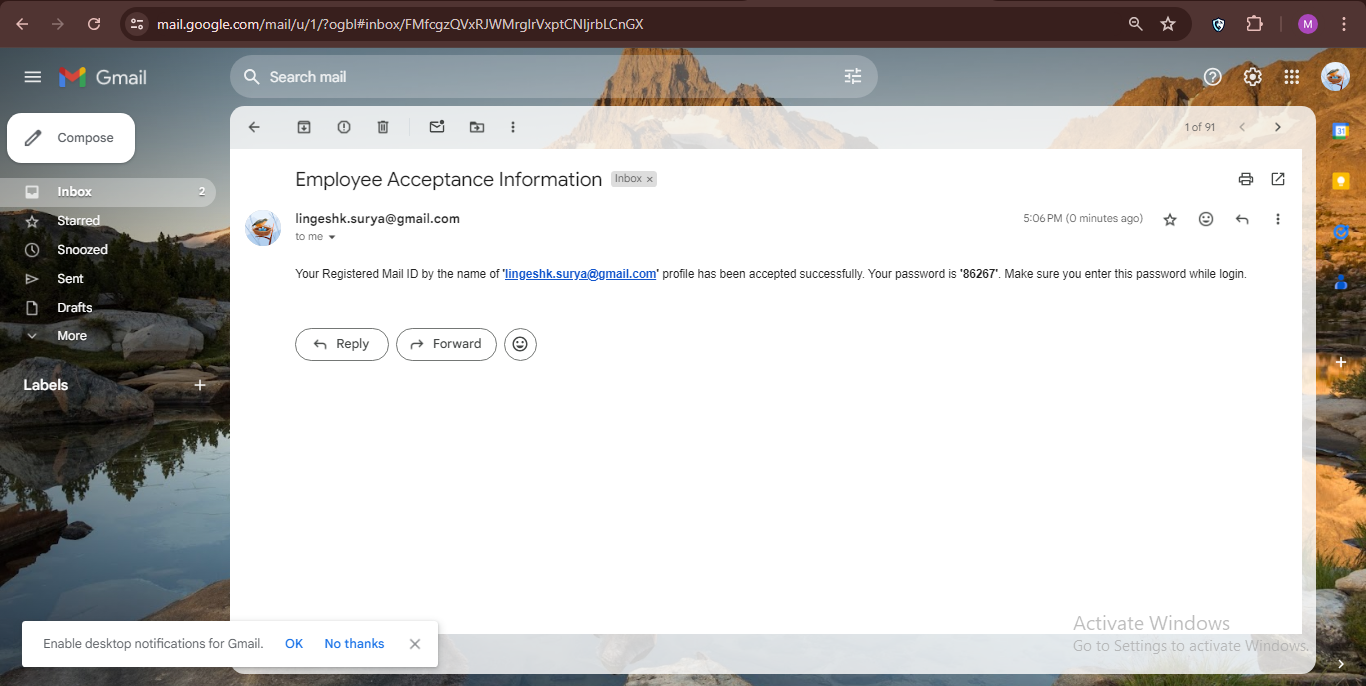 mail.google.com/mail/u/1/?ogbl#inbox/FMfcgzQVxRJWMrglrVxptCNljrbLCnGX
M
Gmail
Search mail
Compose
1 of 91
31
Inbox 2
Starred
Snoozed
Sent
Drafts
More
Labels
Employee Acceptance Information Inbox ×
lingeshk.surya@gmail.com
5:06 PM (0 minutes ago)
to me
Your Registered Mail ID by the name of 'lingeshk.surya@gmail.com' profile has been accepted successfully. Your password is '86267'. Make sure you enter this password while login.
Reply Forward
Enable desktop notifications for Gmail. OK No thanks
Activate Windows
Go to Settings to activate Windows.